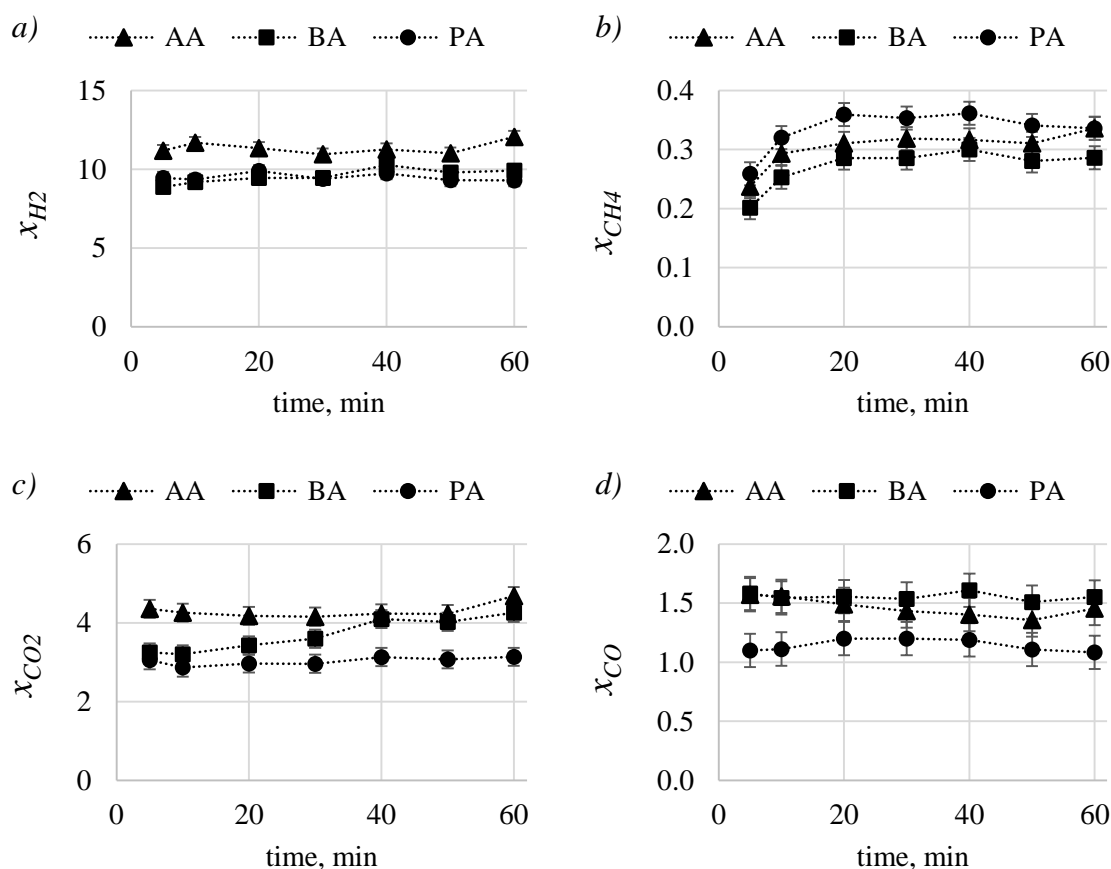 a) AA BA PA
15
10
5
0
0 20 40 60
x_H2
time, min
b) AA BA PA
0.4
0.3
0.2
0.1
0.0
0 20 40 60
x_CH4
time, min
c) AA BA PA
6
4
2
0
0 20 40 60
x_CO2
time, min
d) AA BA PA
2.0
1.5
1.0
0.5
0.0
0 20 40 60
x_CO
time, min